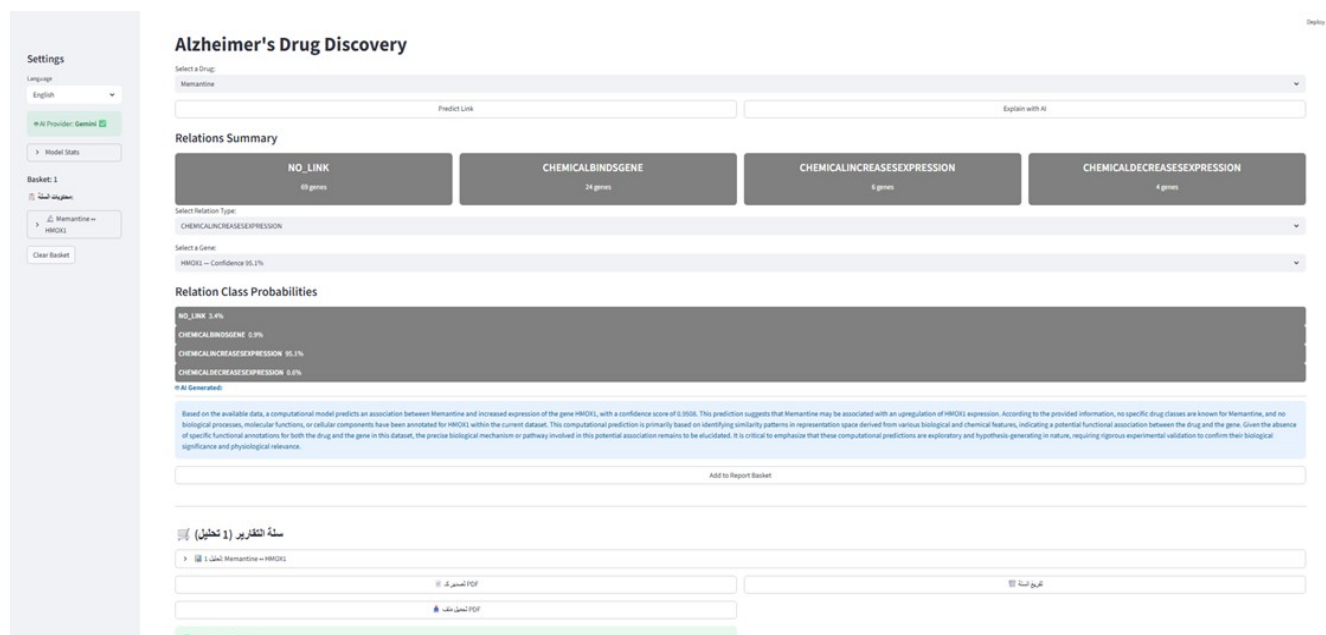 Deploy
Settings
Language
English
AI Provider: Gemini
Model Stats
Basket: 1
محتويات السلة:
Memantine ↔
HMOX1
Clear Basket
Alzheimer's Drug Discovery
Select a Drug:
Memantine
Predict Link
Explain with AI
Relations Summary
NO_LINK
69 genes
CHEMICALBINDSGENE
24 genes
CHEMICALINCREASESEXPRESSION
6 genes
CHEMICALDECREASESEXPRESSION
4 genes
Select Relation Type:
CHEMICALINCREASESEXPRESSION
Select a Gene:
HMOX1 — Confidence 95.1%
Relation Class Probabilities
NO_LINK 3.4%
CHEMICALBINDSGENE 0.9%
CHEMICALINCREASESEXPRESSION 95.1%
CHEMICALDECREASESEXPRESSION 0.6%
AI Generated:
Based on the available data, a computational model predicts an association between Memantine and increased expression of the gene HMOX1, with a confidence score of 0.9508. This prediction suggests that Memantine may be associated with an upregulation of HMOX1 expression. According to the provided information, no specific drug classes are known for Memantine, and no
biological processes, molecular functions, or cellular components have been annotated for HMOX1 within the current dataset. This computational prediction is primarily based on identifying similarity patterns in representation space derived from various biological and chemical features, indicating a potential functional association between the drug and the gene. Given the absence
of specific functional annotations for both the drug and the gene in this dataset, the precise biological mechanism or pathway involved in this potential association remains to be elucidated. It is critical to emphasize that these computational predictions are exploratory and hypothesis-generating in nature, requiring rigorous experimental validation to confirm their biological
significance and physiological relevance.
Add to Report Basket
سلة التقارير (1 تحليل)
تحليل 1: Memantine ↔ HMOX1
تصدير كـ PDF
تفريغ السلة
تحميل ملف PDF